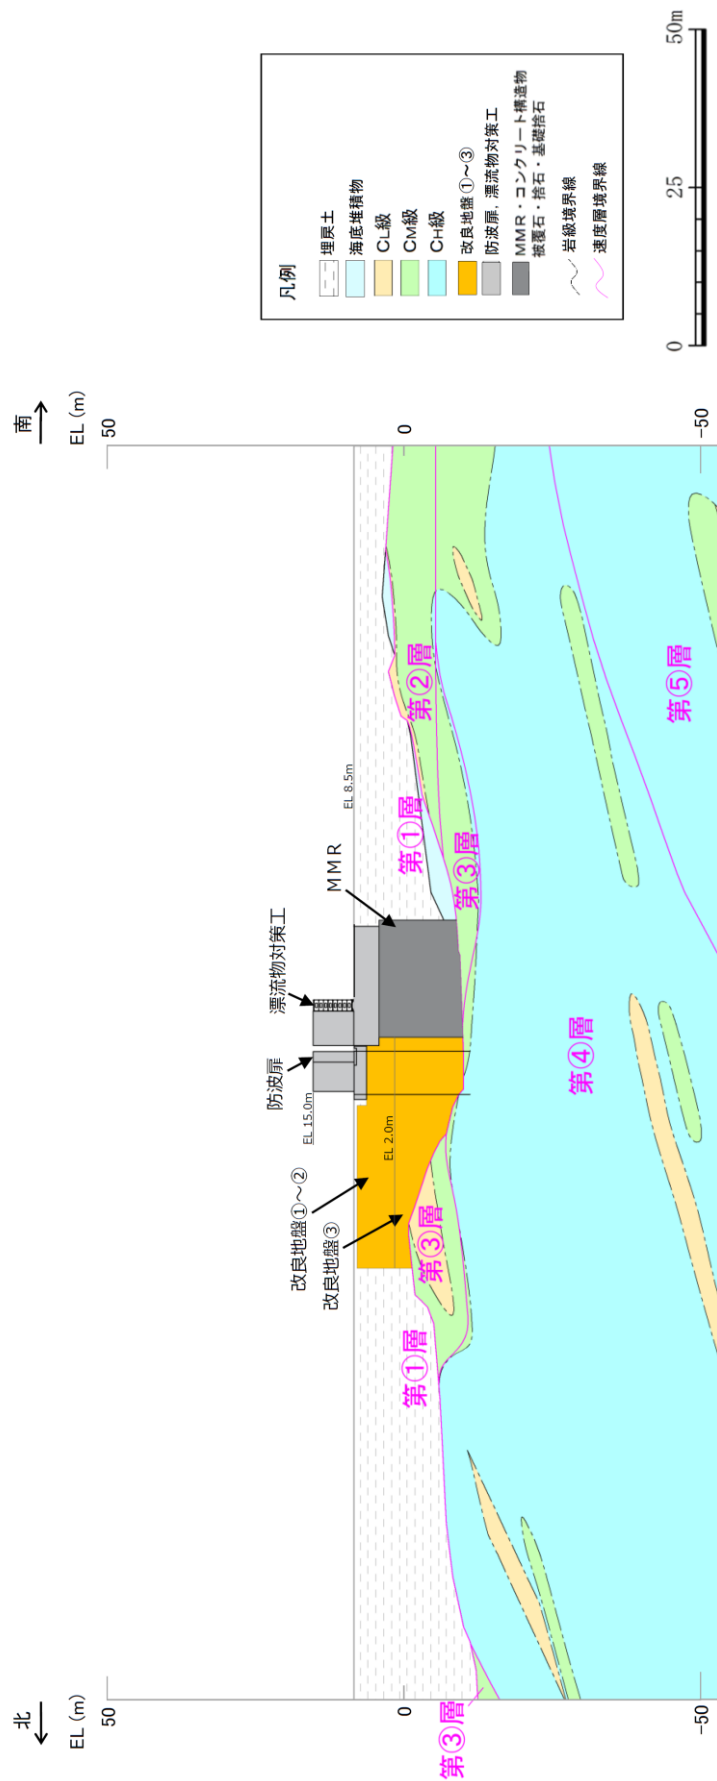 北
南
EL (m)
EL (m)
50
0
-50
50
0
-50
漂流物対策工
防波扉
EL 15.0m
MMR
EL 8.5m
改良地盤①～②
改良地盤③
EL 2.0m
第①層
第①層
第②層
第③層
第③層
第③層
第④層
第⑤層
凡例
埋戻土
海底堆積物
CL級
CM級
CH級
改良地盤①～③
防波扉，漂流物対策工
MMR・コンクリート構造物
被覆石・捨石・基礎捨石
岩級境界線
速度層境界線
0
25
50m